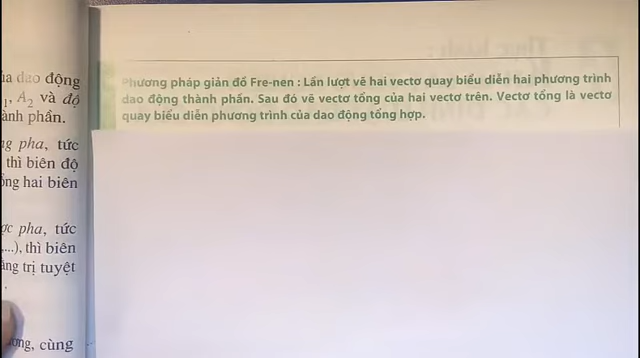 dao động
1, A2 và độ
ành phần.
ng pha, tức
thì biên độ
ổng hai biên
ợc pha, tức
...), thì biên
ằng trị tuyệt
cùng
Phương pháp giản đồ Fre-nen : Lần lượt vẽ hai vectơ quay biểu diễn hai phương trình
dao động thành phần. Sau đó vẽ vectơ tổng của hai vectơ trên. Vectơ tổng là vectơ
quay biểu diễn phương trình của dao động tổng hợp.